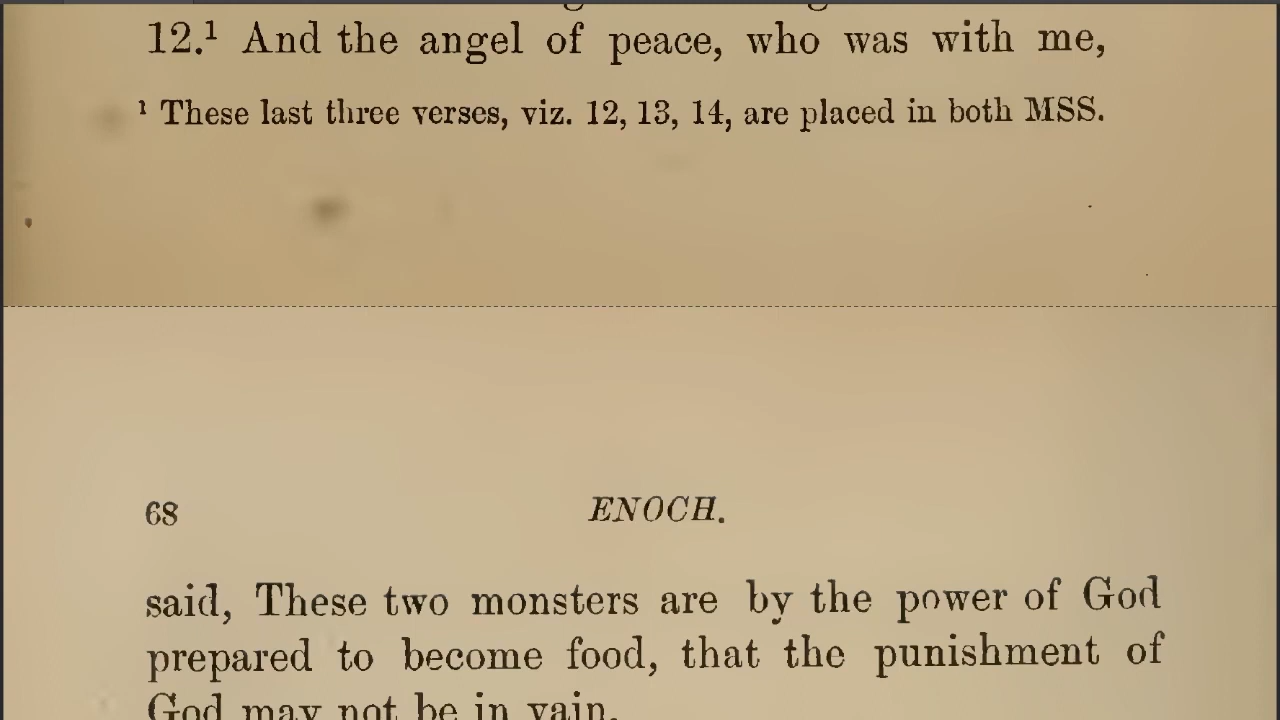 12.¹ And the angel of peace, who was with me,
¹ These last three verses, viz. 12, 13, 14, are placed in both MSS.
68
ENOCH.
said, These two monsters are by the power of God
prepared to become food, that the punishment of
God may not be in vain.